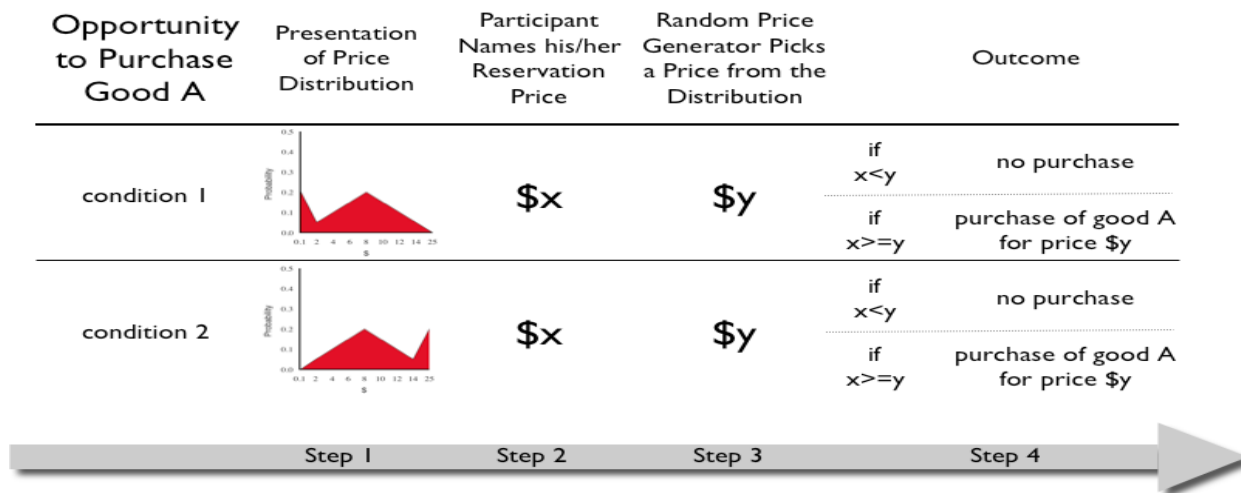 Opportunity
to Purchase
Good A
Presentation
of Price
Distribution
Participant
Names his/her
Reservation
Price
Random Price
Generator Picks
a Price from the
Distribution
Outcome
condition 1
0.5
0.4
0.3
0.2
0.1
0.0
Probability
0.1 2 4 6 8 10 12 14 25
$
$x
$y
if
x<y
no purchase
if
x>=y
purchase of good A
for price $y
condition 2
0.5
0.4
0.3
0.2
0.1
0.0
Probability
0.1 2 4 6 8 10 12 14 25
$
$x
$y
if
x<y
no purchase
if
x>=y
purchase of good A
for price $y
Step 1 Step 2 Step 3 Step 4